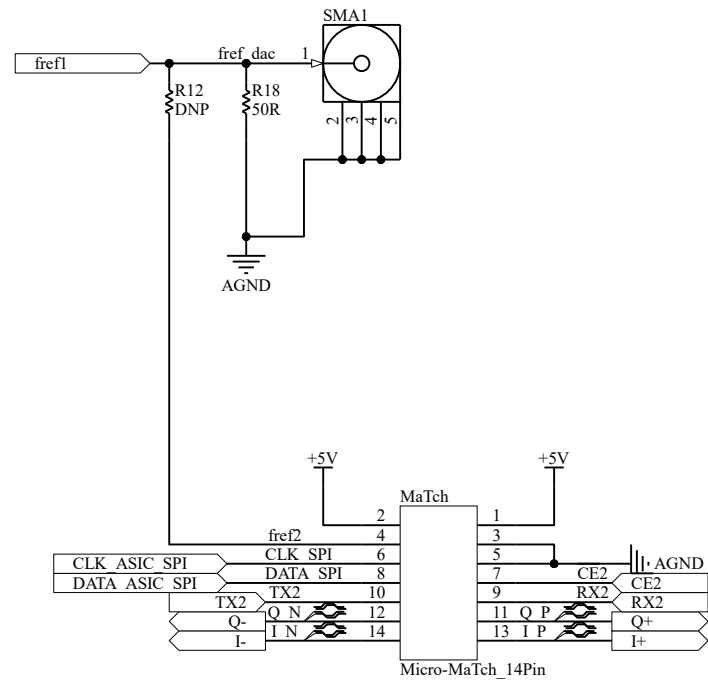 SMA1
fref1
fref_dac
1
R12
DNP
R18
50R
2
3
4
5
AGND
+5V
+5V
MaTch
2
1
fref2
4
3
CLK_ASIC_SPI
CLK_SPI
6
5
AGND
DATA_ASIC_SPI
DATA_SPI
8
7
CE2
CE2
TX2
TX2
10
9
RX2
RX2
Q-
Q_N
12
11
Q_P
Q+
I-
I_N
14
13
I_P
I+
Micro-MaTch_14Pin